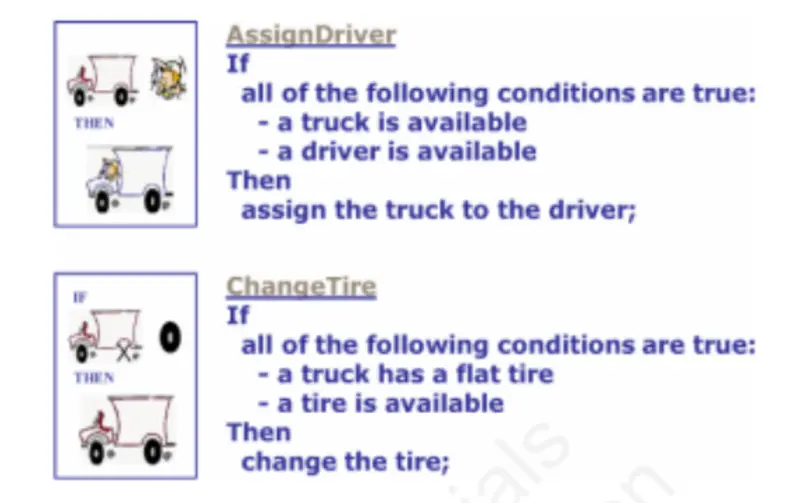 AssignDriver
If
all of the following conditions are true:
- a truck is available
- a driver is available
Then
assign the truck to the driver;
THEN
ChangeTire
If
all of the following conditions are true:
- a truck has a flat tire
- a tire is available
Then
change the tire;
IF
THEN